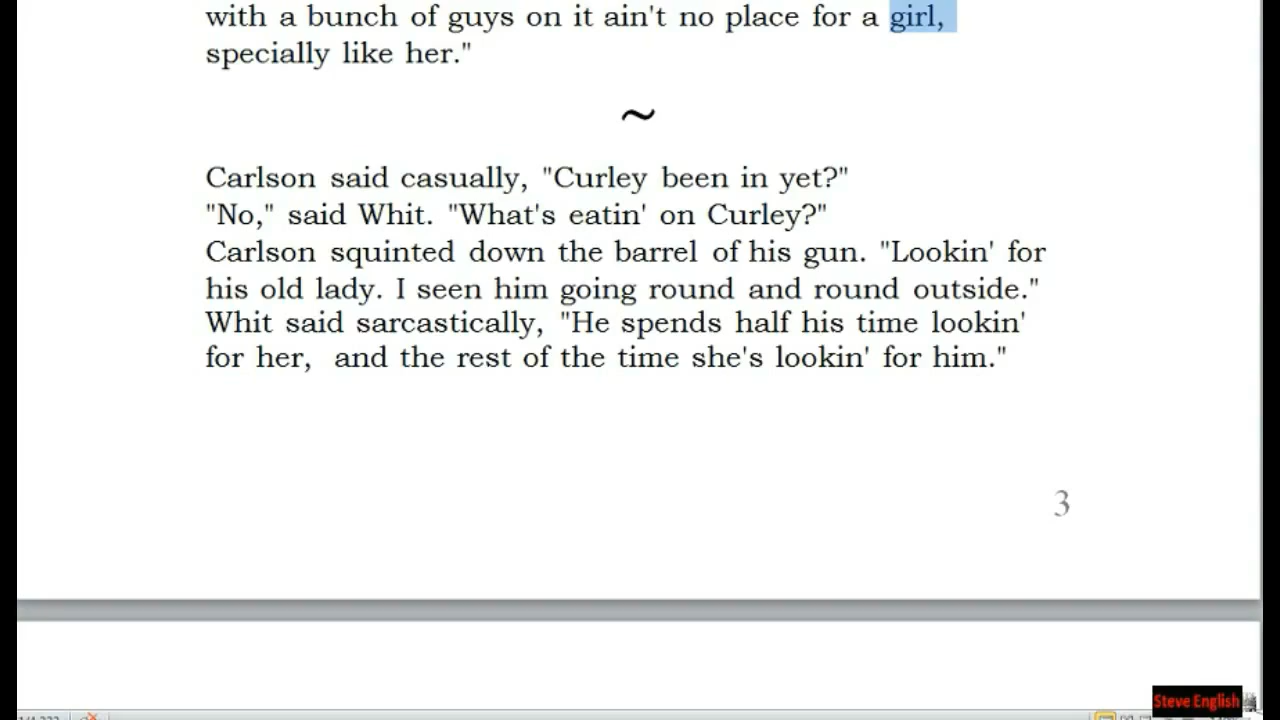 with a bunch of guys on it ain't no place for a girl,
specially like her."
~
Carlson said casually, "Curley been in yet?"
"No," said Whit. "What's eatin' on Curley?"
Carlson squinted down the barrel of his gun. "Lookin' for
his old lady. I seen him going round and round outside."
Whit said sarcastically, "He spends half his time lookin'
for her,  and the rest of the time she's lookin' for him."
3
Steve English